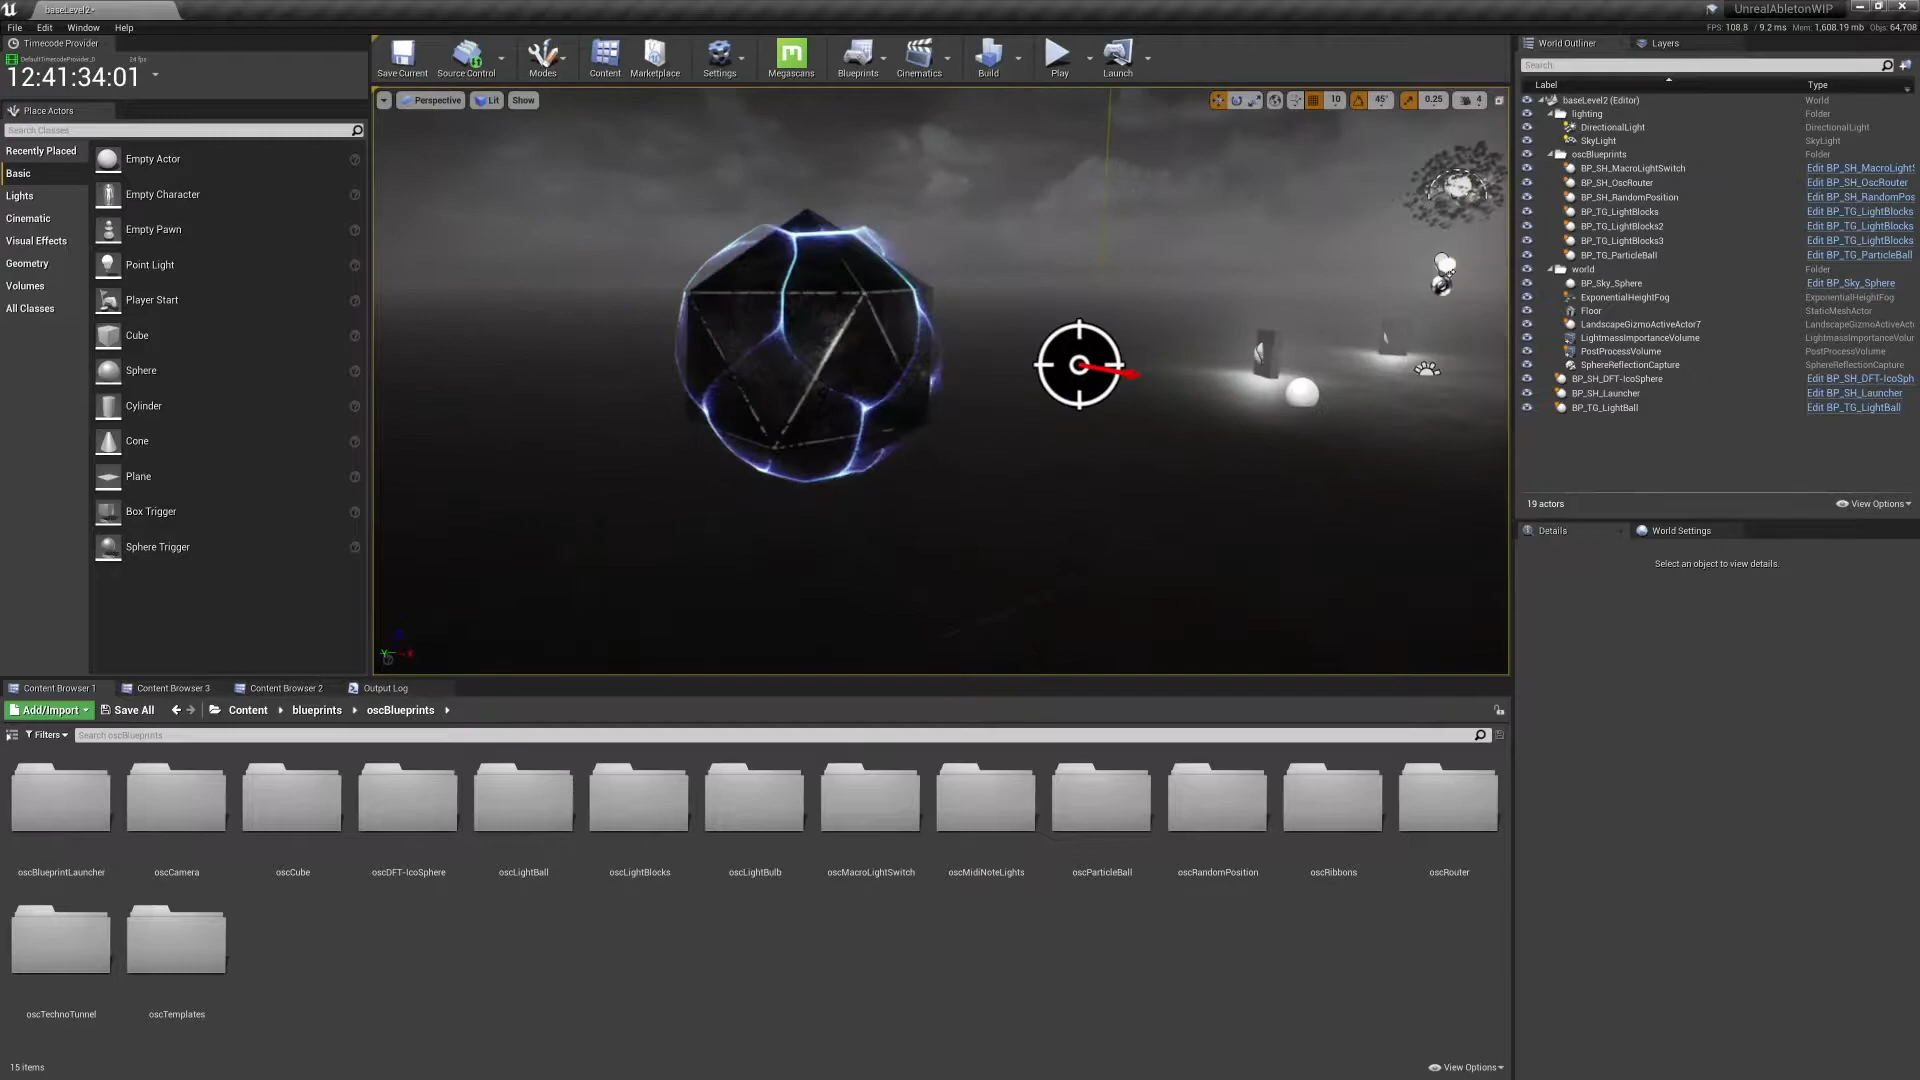 baseLevel2*
UnrealAbletonWIP
File Edit Window Help
FPS: 108.8 / 9.2 ms Mem: 1,608.19 mb Objs: 64,708
Timecode Provider
DefaultTimecodeProvider_0 24 fps
12:41:34:01
Place Actors
Search Classes
Recently Placed
Basic
Lights
Cinematic
Visual Effects
Geometry
Volumes
All Classes
Empty Actor
Empty Character
Empty Pawn
Point Light
Player Start
Cube
Sphere
Cylinder
Cone
Plane
Box Trigger
Sphere Trigger
Save Current Source Control Modes Content Marketplace Settings Megascans Blueprints Cinematics Build Play Launch
Perspective Lit Show
10 45° 0.25 4
World Outliner Layers
Search
Label Type
baseLevel2 (Editor) World
lighting Folder
DirectionalLight DirectionalLight
SkyLight SkyLight
oscBlueprints Folder
BP_SH_MacroLightSwitch Edit BP_SH_MacroLightS
BP_SH_OscRouter Edit BP_SH_OscRouter
BP_SH_RandomPosition Edit BP_SH_RandomPos
BP_TG_LightBlocks Edit BP_TG_LightBlocks
BP_TG_LightBlocks2 Edit BP_TG_LightBlocks
BP_TG_LightBlocks3 Edit BP_TG_LightBlocks
BP_TG_ParticleBall Edit BP_TG_ParticleBall
world Folder
BP_Sky_Sphere Edit BP_Sky_Sphere
ExponentialHeightFog ExponentialHeightFog
Floor StaticMeshActor
LandscapeGizmoActiveActor7 LandscapeGizmoActiveActo
LightmassImportanceVolume LightmassImportanceVolur
PostProcessVolume PostProcessVolume
SphereReflectionCapture SphereReflectionCapture
BP_SH_DFT-IcoSphere Edit BP_SH_DFT-IcoSph
BP_SH_Launcher Edit BP_SH_Launcher
BP_TG_LightBall Edit BP_TG_LightBall
19 actors View Options
Details World Settings
Select an object to view details.
Content Browser 1 Content Browser 3 Content Browser 2 Output Log
Add/Import Save All Content blueprints oscBlueprints
Filters Search oscBlueprints
oscBlueprintLauncher oscCamera oscCube oscDFT-IcoSphere oscLightBall oscLightBlocks oscLightBulb oscMacroLightSwitch oscMidiNoteLights oscParticleBall oscRandomPosition oscRibbons oscRouter
oscTechnoTunnel oscTemplates
15 items View Options